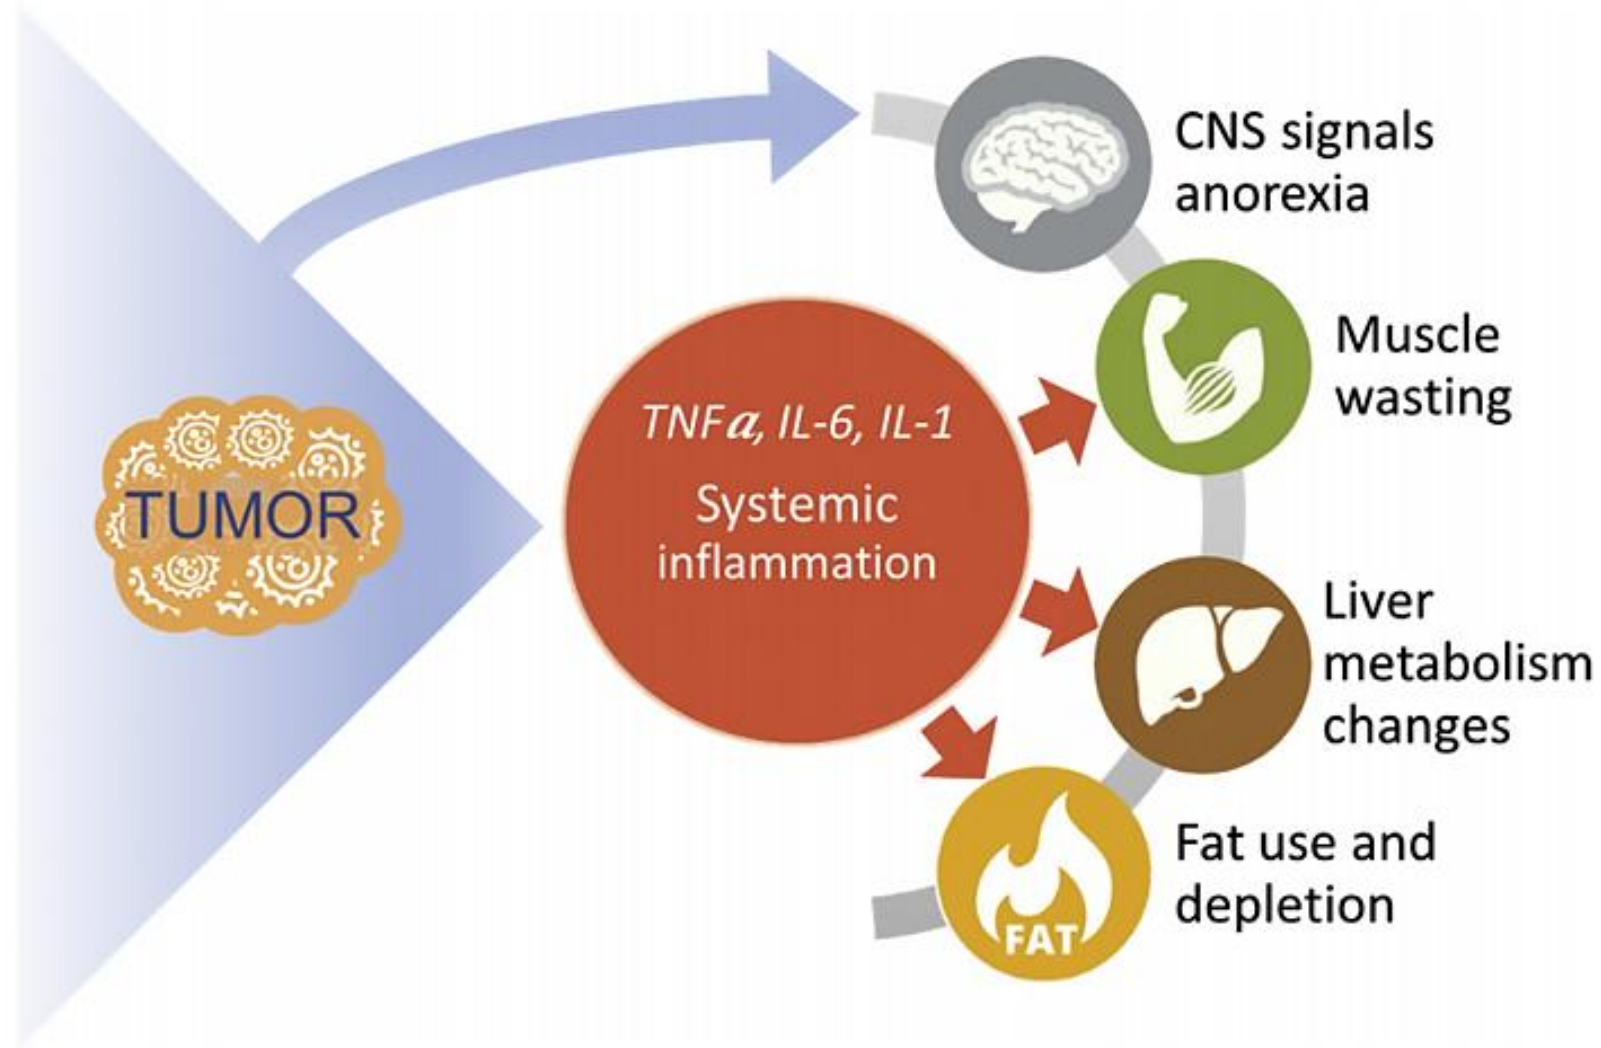 CNS signals
anorexia
Muscle
wasting
TNFα, IL-6, IL-1
Systemic
inflammation
TUMOR
Liver
metabolism
changes
Fat use and
depletion
FAT